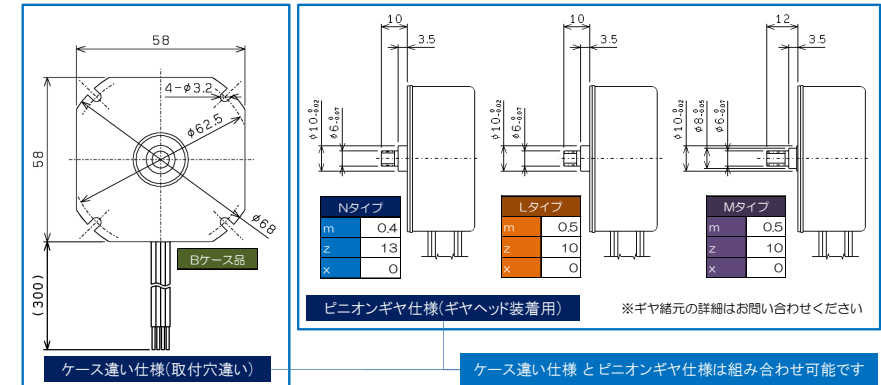 58
58
4-φ3.2
φ62.5
φ68
(300)
Bケース品
ケース違い仕様(取付穴違い)
10
3.5
φ10-0.02 0
φ6-0.07 0
Nタイプ
m 0.4
z 13
x 0
10
3.5
φ10-0.02 0
φ6-0.07 0
Lタイプ
m 0.5
z 10
x 0
12
3.5
φ10-0.02 0
φ8-0.05 0
φ6-0.07 0
Mタイプ
m 0.5
z 10
x 0
ピニオンギヤ仕様(ギヤヘッド装着用)
※ギヤ緒元の詳細はお問い合わせください
ケース違い仕様 とピニオンギヤ仕様は組み合わせ可能です